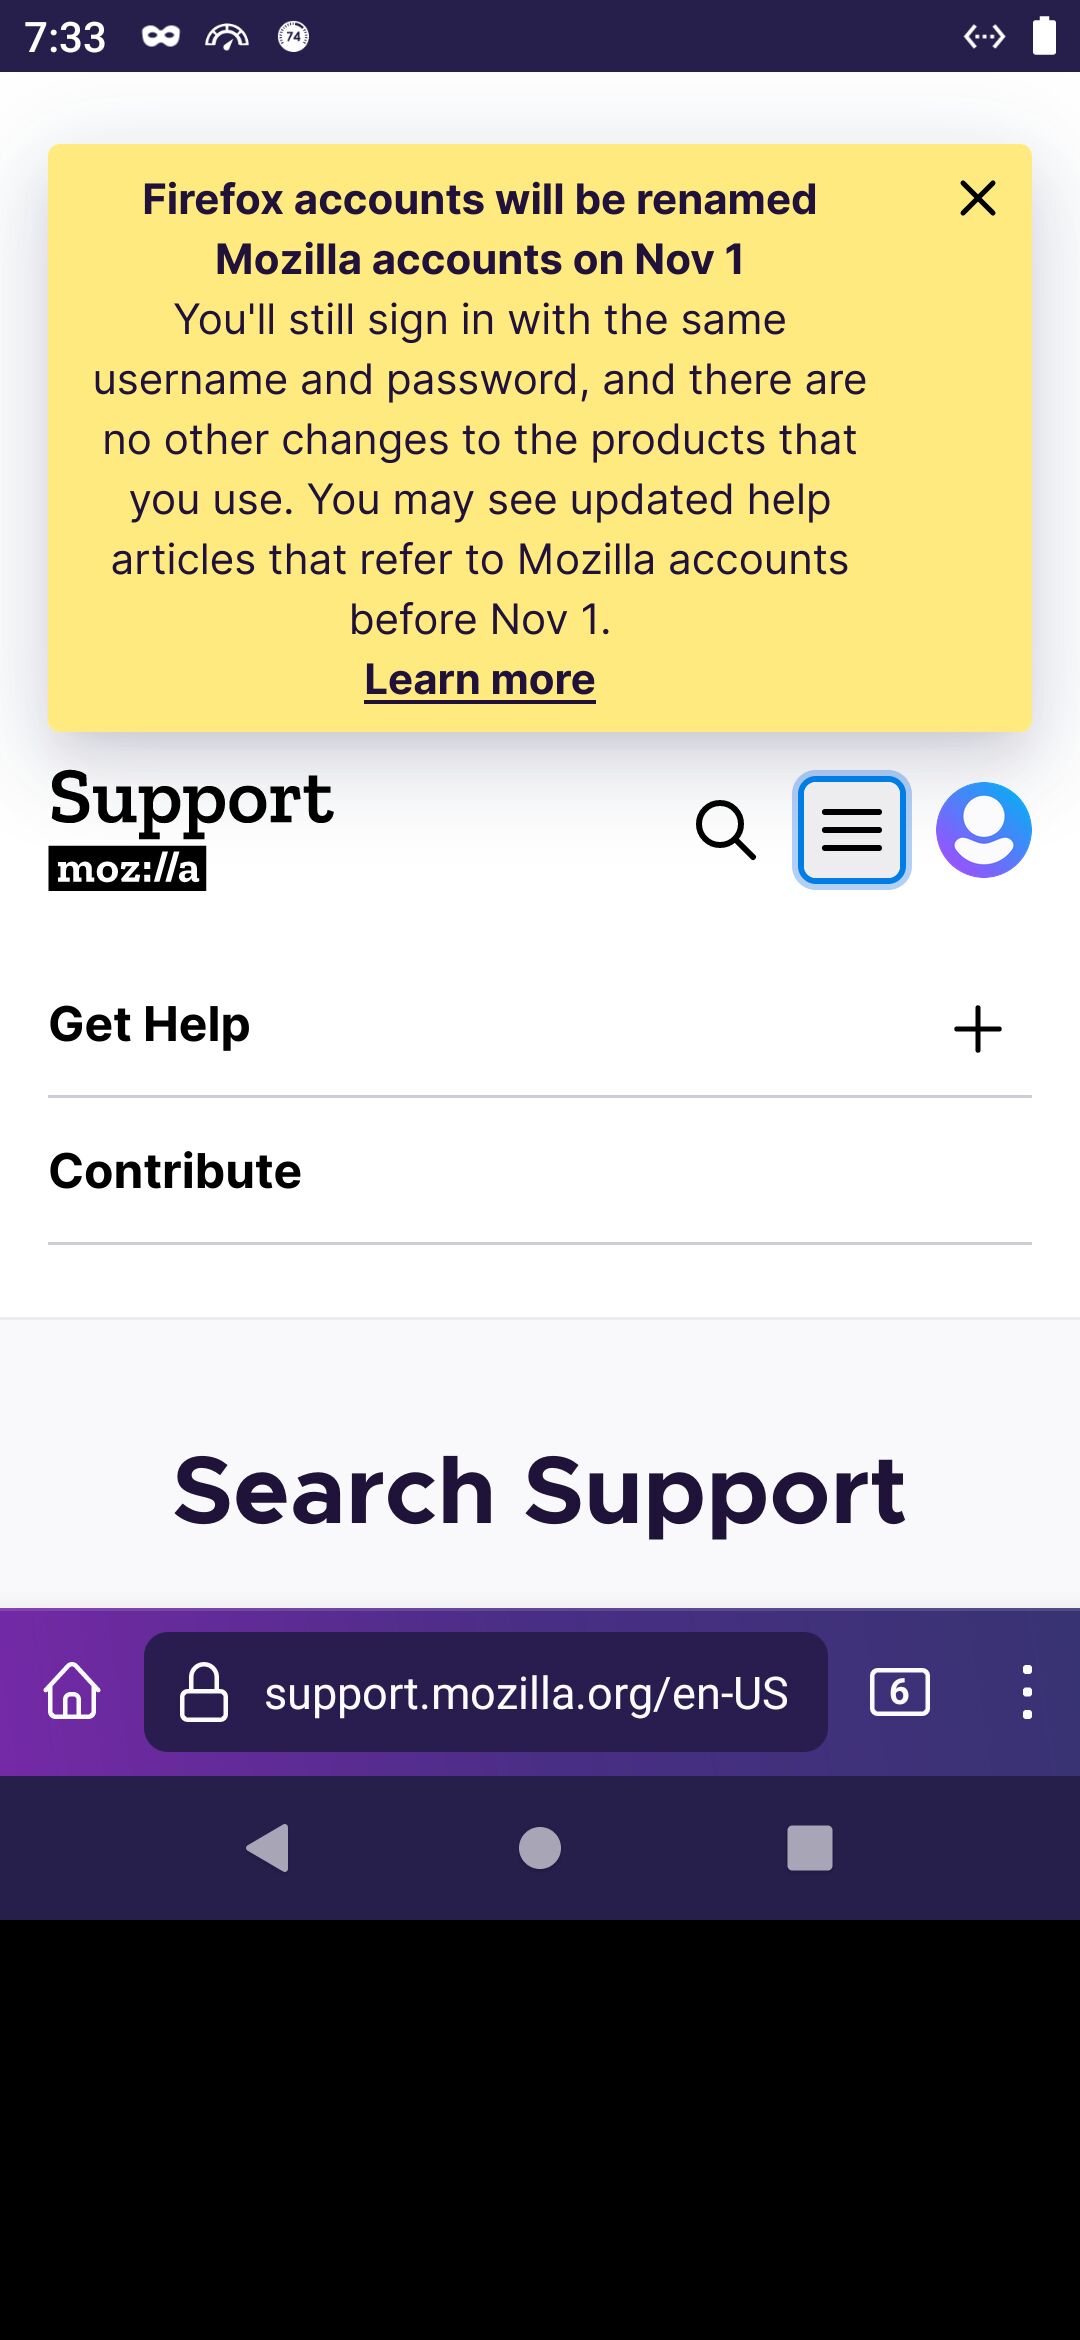 7:33
74
Firefox accounts will be renamed
Mozilla accounts on Nov 1
You'll still sign in with the same
username and password, and there are
no other changes to the products that
you use. You may see updated help
articles that refer to Mozilla accounts
before Nov 1.
Learn more
Support
moz://a
Get Help
Contribute
Search Support
support.mozilla.org/en-US
6